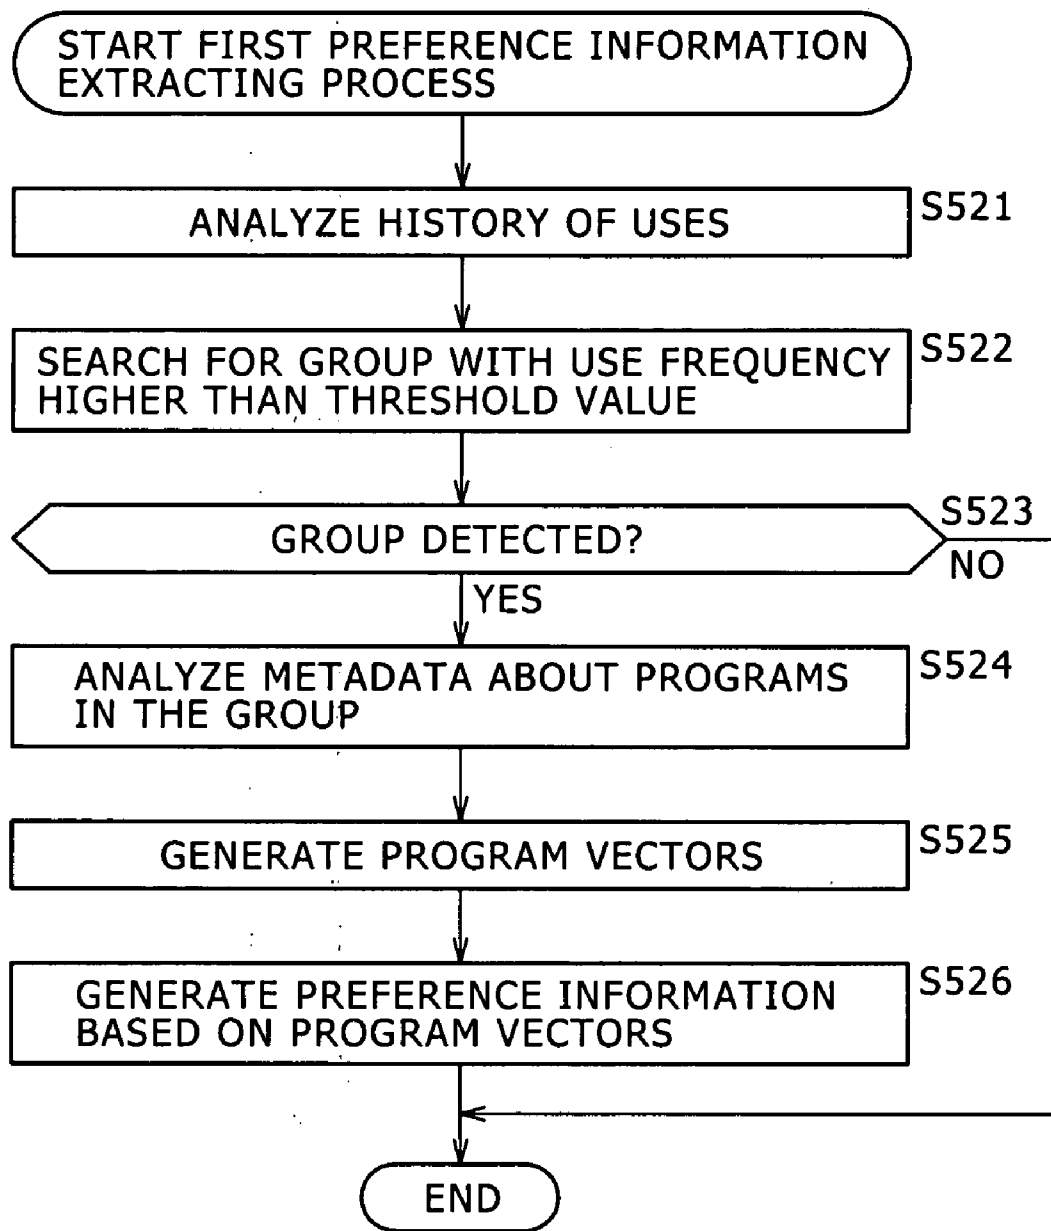 START FIRST PREFERENCE INFORMATION
EXTRACTING PROCESS
ANALYZE HISTORY OF USES
S521
SEARCH FOR GROUP WITH USE FREQUENCY
HIGHER THAN THRESHOLD VALUE
S522
GROUP DETECTED?
S523
NO
YES
ANALYZE METADATA ABOUT PROGRAMS
IN THE GROUP
S524
GENERATE PROGRAM VECTORS
S525
GENERATE PREFERENCE INFORMATION
BASED ON PROGRAM VECTORS
S526
END